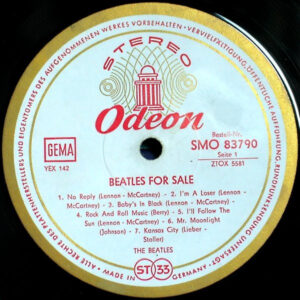 ALLE RECHTE DES PLATTENHERSTELLERS UND EIGENTÜMERS DES AUFGENOMMENEN WERKES VORBEHALTEN · VERVIELFÄLTIGUNG, ÖFFENTLICHE AUFFÜHRUNG UND RUNDFUNKSENDUNG UNTERSAGT · MADE IN GERMANY
STEREO
Odeon
GEMA
YEX 142
Bestell-Nr.
SMO 83790
Seite 1
ZTOX 5581
BEATLES FOR SALE
1. No Reply (Lennon - McCartney) - 2. I'm A Loser (Lennon -
McCartney) - 3. Baby's In Black (Lennon - McCartney)
4. Rock And Roll Music (Berry) - 5. I'll Follow The
Sun (Lennon - McCartney) - 6. Mr. Moonlight
(Johnson) - 7. Kansas City (Lieber -
Stoller)
THE BEATLES
ST 33